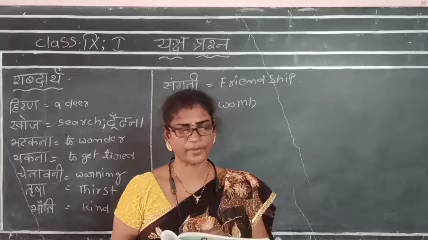 class: IX; I यक्ष प्रश्न
शब्दार्थ.
हिरण = a deer
खोज = search; ढूँढना
भटकना = to wander
थकना = to get tired
चेतावनी = warning
तृषा = Thirst
भाँति = kind
संगती = Friendship
womb